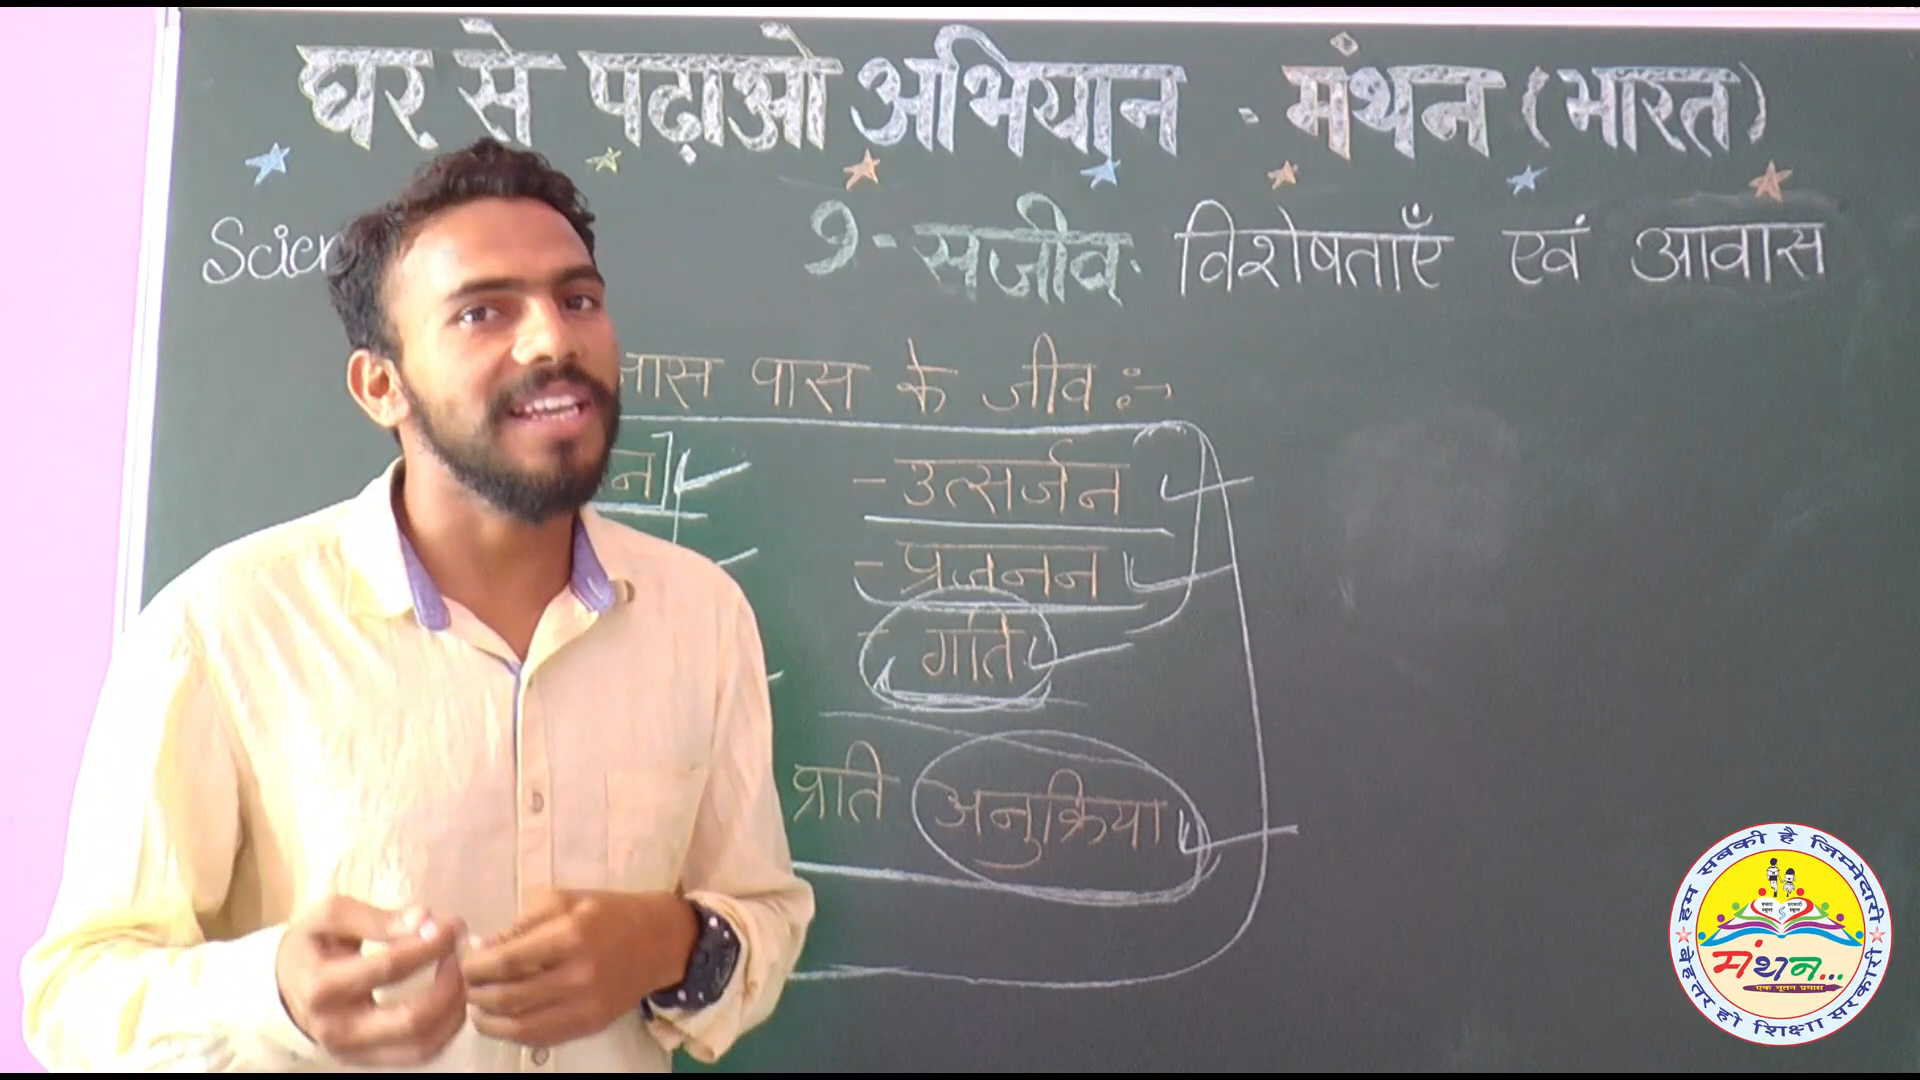 घर से पढ़ाओ अभियान - मंथन (भारत)
9 - सजीव विशेषताएँ एवं आवास
पास के जीव :-
- उत्सर्जन
- प्रजनन
- गति
प्रति अनुक्रिया
हम सबकी है जिम्मेदारी
मंथन...
एक नूतन प्रयास
बेहतर हो शिक्षा सरकारी